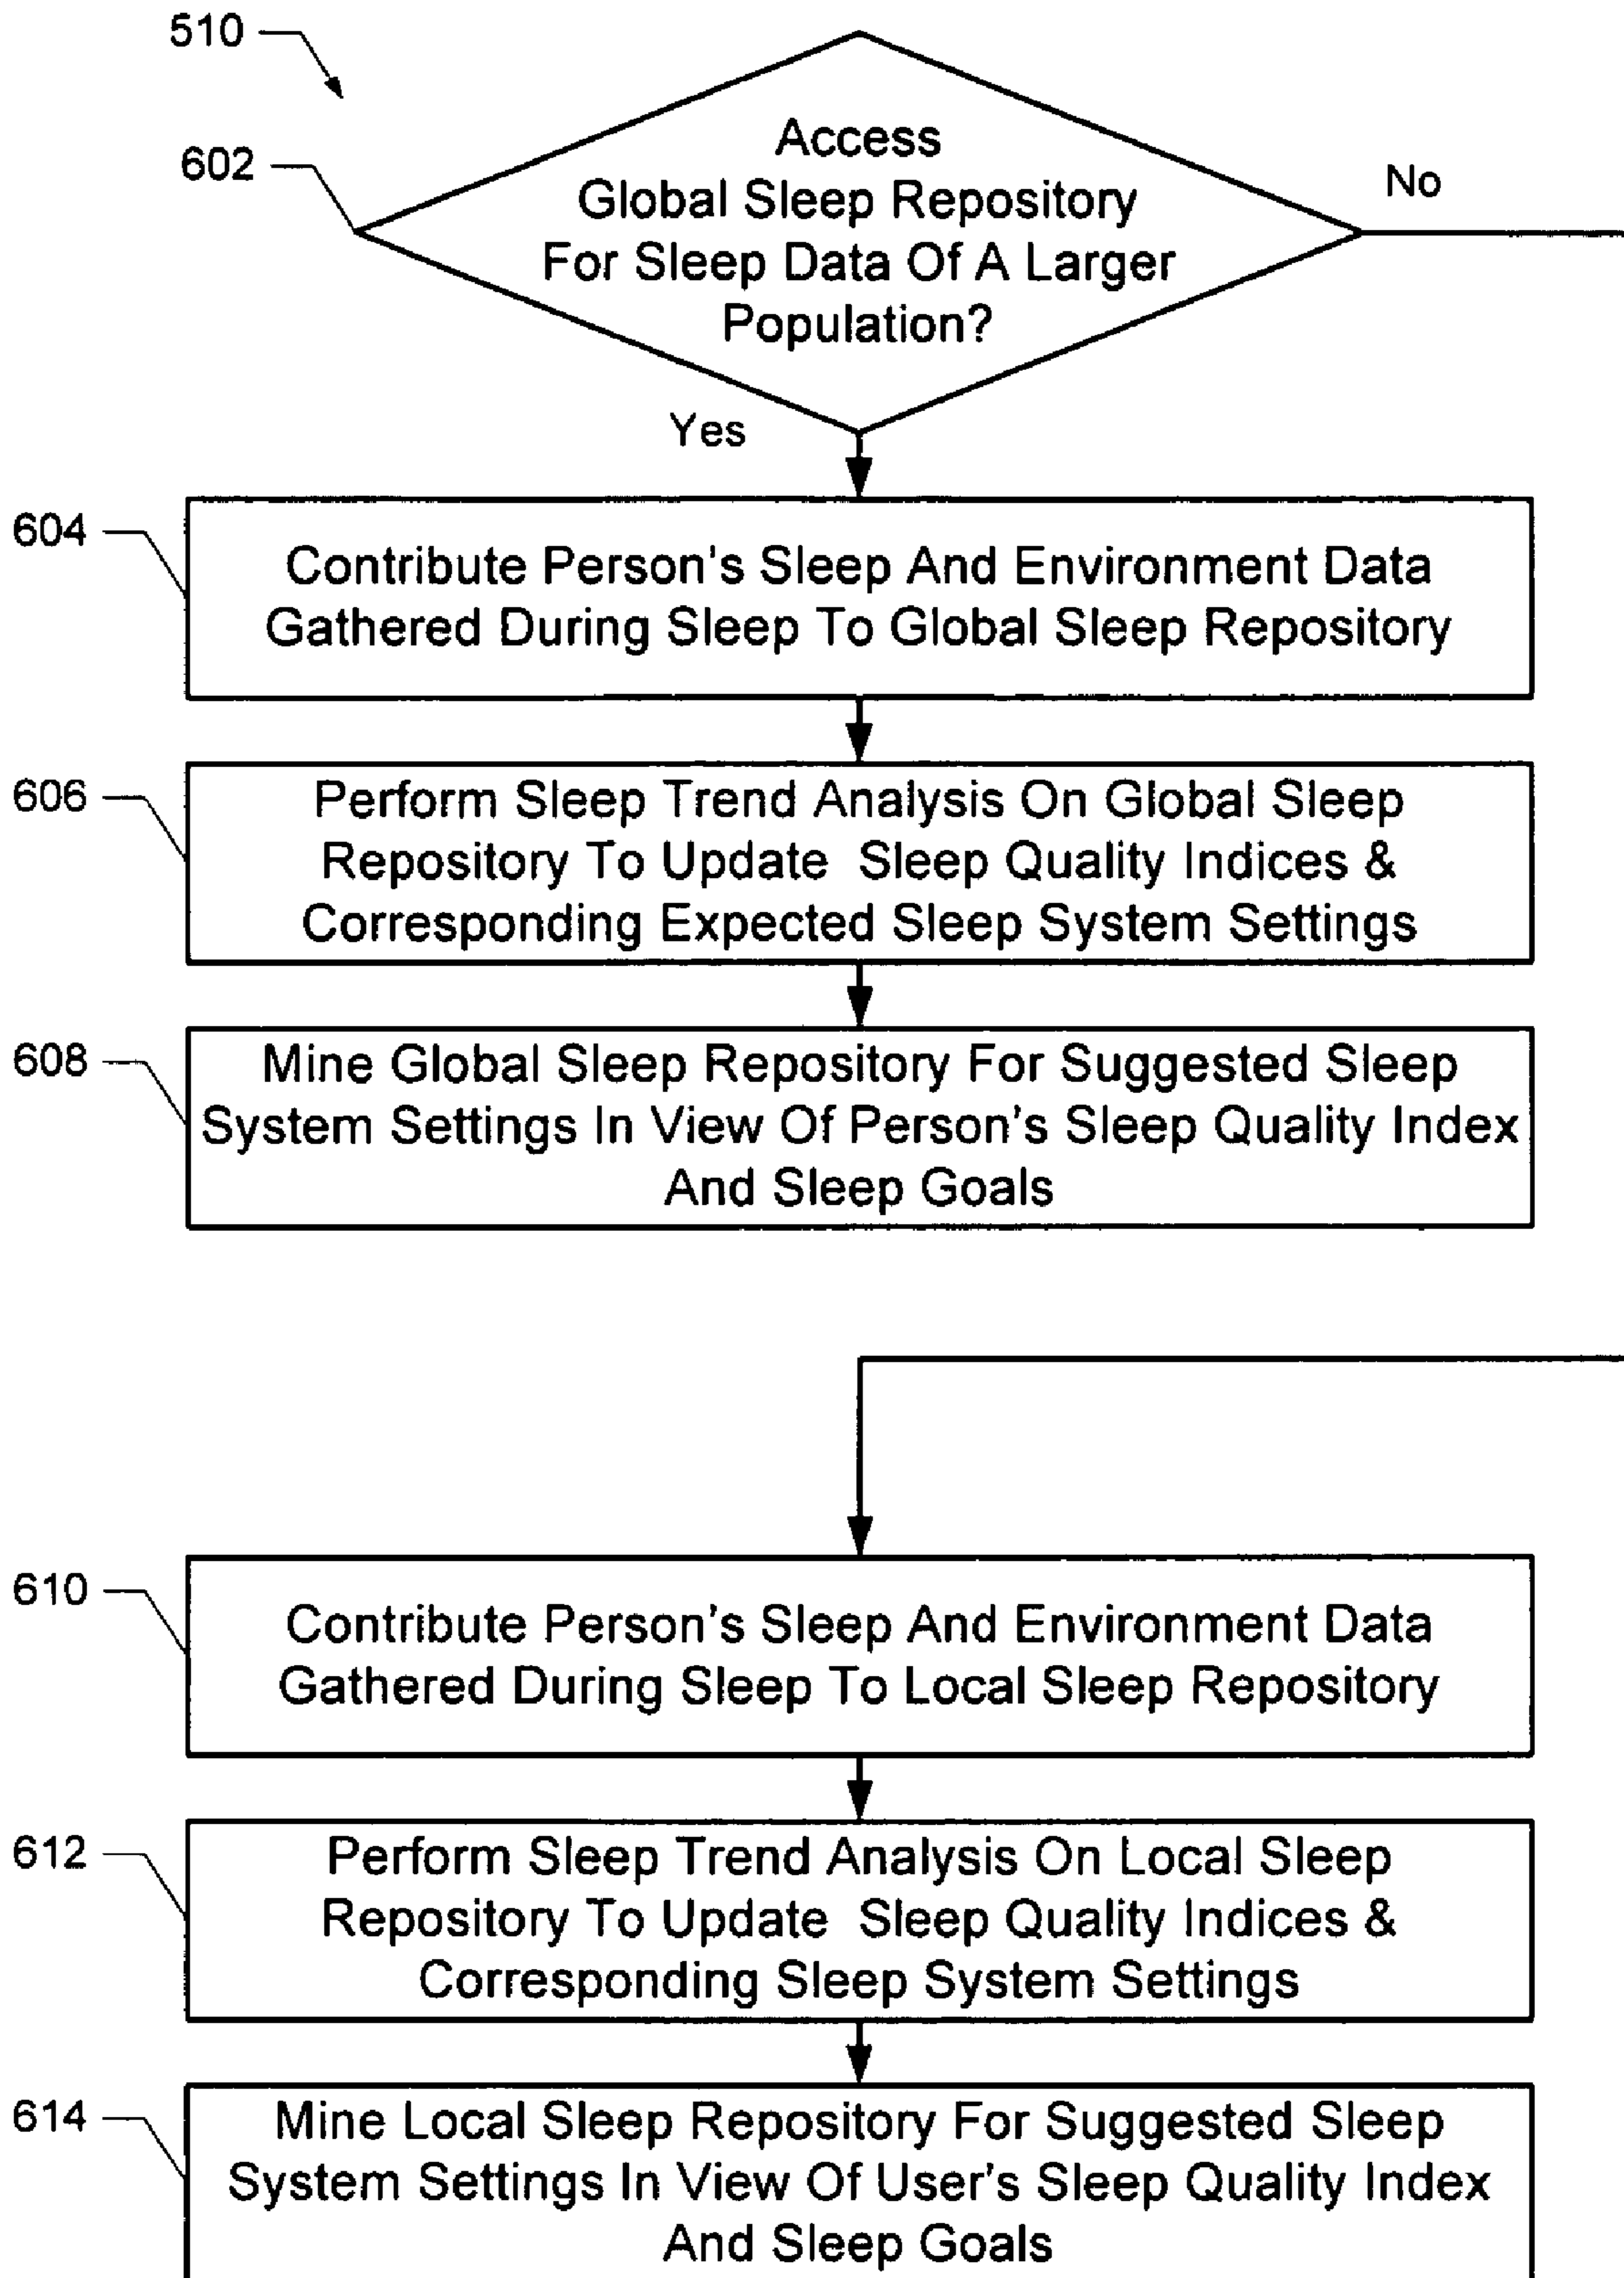 510
602
Access
Global Sleep Repository
For Sleep Data Of A Larger
Population?
No
Yes
604
Contribute Person's Sleep And Environment Data
Gathered During Sleep To Global Sleep Repository
606
Perform Sleep Trend Analysis On Global Sleep
Repository To Update Sleep Quality Indices &
Corresponding Expected Sleep System Settings
608
Mine Global Sleep Repository For Suggested Sleep
System Settings In View Of Person's Sleep Quality Index
And Sleep Goals
610
Contribute Person's Sleep And Environment Data
Gathered During Sleep To Local Sleep Repository
612
Perform Sleep Trend Analysis On Local Sleep
Repository To Update Sleep Quality Indices &
Corresponding Sleep System Settings
614
Mine Local Sleep Repository For Suggested Sleep
System Settings In View Of User's Sleep Quality Index
And Sleep Goals